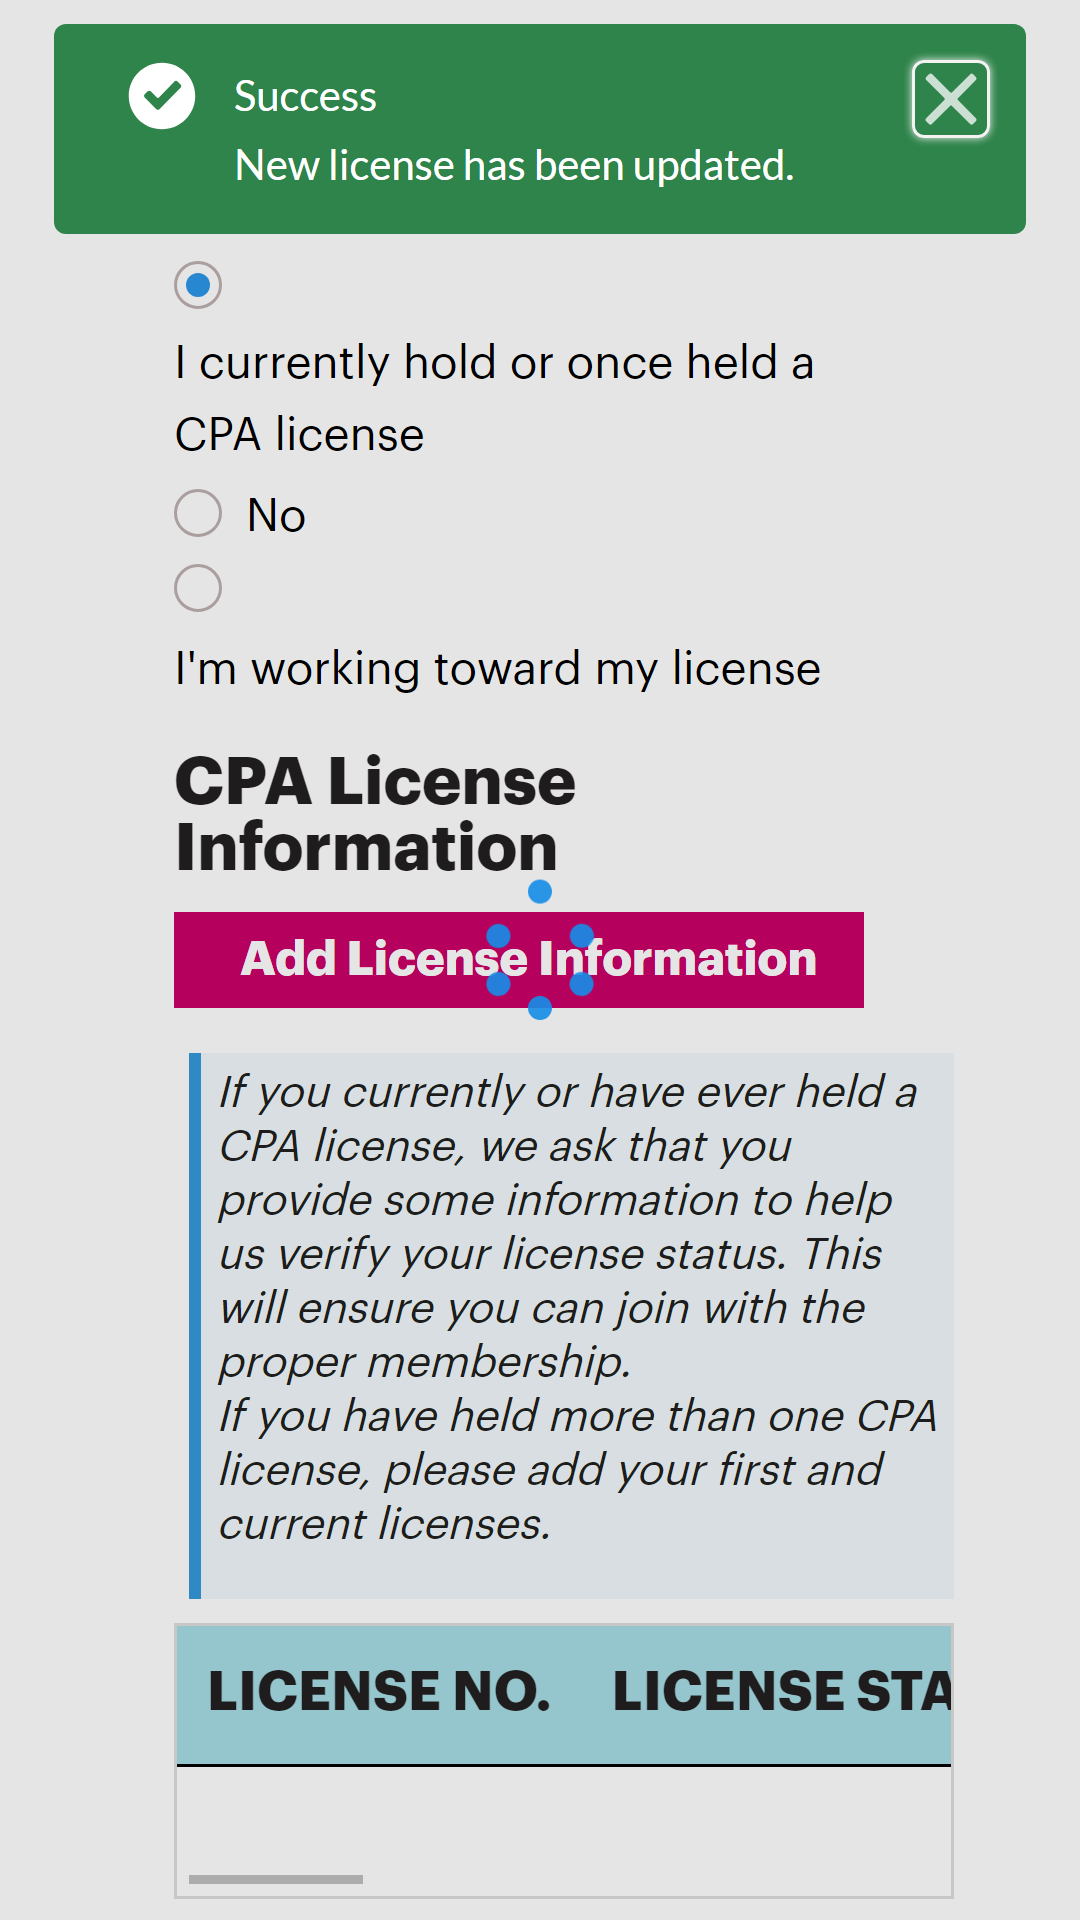 Success
New license has been updated.
I currently hold or once held a
CPA license
No
I'm working toward my license
CPA License
Information
Add License Information
If you currently or have ever held a
CPA license, we ask that you
provide some information to help
us verify your license status. This
will ensure you can join with the
proper membership.
If you have held more than one CPA
license, please add your first and
current licenses.
LICENSE NO. LICENSE STA